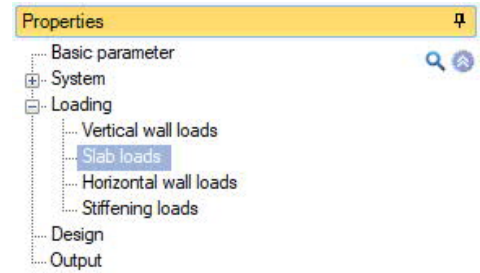 Properties
Basic parameter
System
Loading
Vertical wall loads
Slab loads
Horizontal wall loads
Stiffening loads
Design
Output